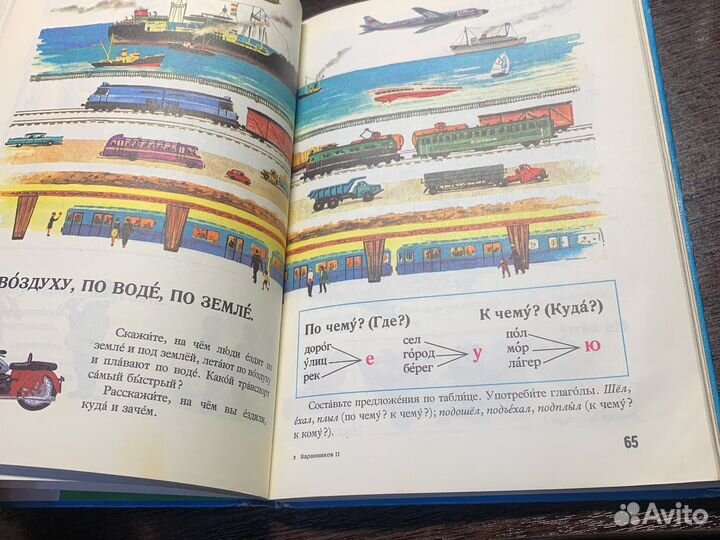 ВО́ЗДУХУ, ПО ВОДЕ́, ПО ЗЕМЛЕ́.
Скажи́те, на чём лю́ди е́здят по
земле́ и под землёй, лета́ют по во́здуху
и пла́вают по воде́. Како́й тра́нспорт
са́мый бы́стрый?
Расскажи́те, на чём вы е́здили,
куда́ и заче́м.
По чему́? (Где?) К чему́? (Куда́?)
доро́г
у́лиц
рек
е
сел
го́род
бе́рег
у
по́л
мо́р
ла́гер
ю
Соста́вьте предложе́ния по табли́це. Употреби́те глаго́лы. Шёл,
е́хал, плыл (по чему? к чему?); подошёл, подъе́хал, подплы́л (к чему?
к кому?).
3 Баранников II
65
Avito